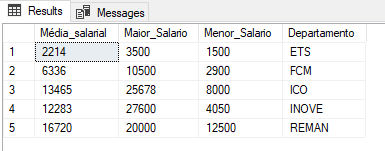 Results Messages
Média_salarial Maior_Salario Menor_Salario Departamento
1 2214 3500 1500 ETS
2 6336 10500 2900 FCM
3 13465 25678 8000 ICO
4 12283 27600 4050 INOVE
5 16720 20000 12500 REMAN